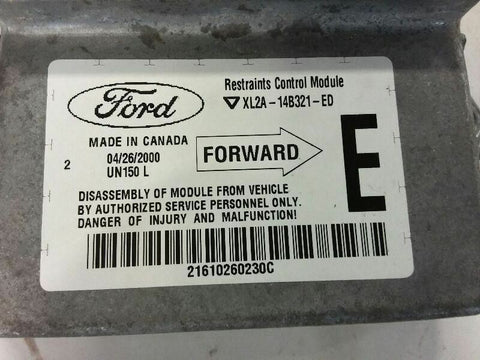 Ford
Restraints Control Module
XL2A-14B321-ED
MADE IN CANADA
2
04/26/2000
UN150 L
FORWARD
E
DISASSEMBLY OF MODULE FROM VEHICLE
BY AUTHORIZED SERVICE PERSONNEL ONLY.
DANGER OF INJURY AND MALFUNCTION!
21610260230C